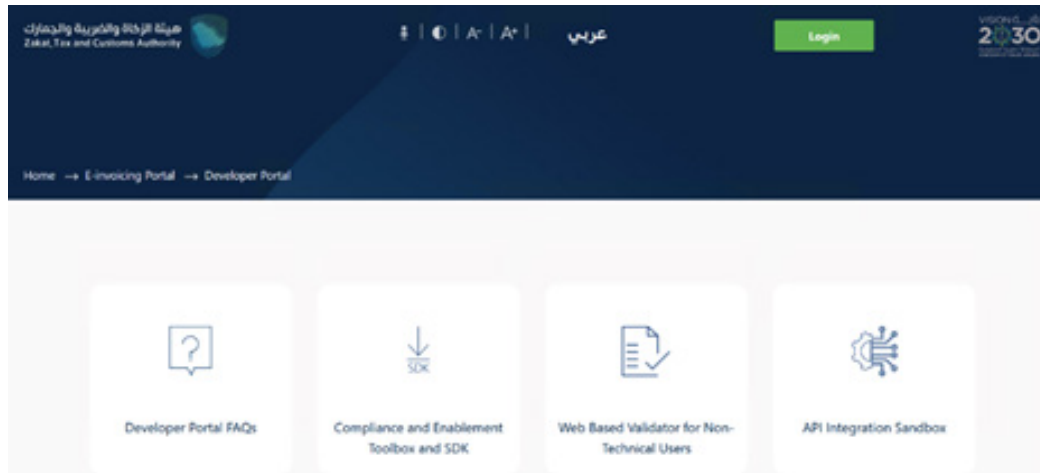 هيئة الزكاة والضريبة والجمارك
Zakat, Tax and Customs Authority
A- | A+ | عربي
Login
2030
Home → E-invoicing Portal → Developer Portal
?
SDK
Developer Portal FAQs
Compliance and Enablement
Toolbox and SDK
Web Based Validator for Non-
Technical Users
API Integration Sandbox